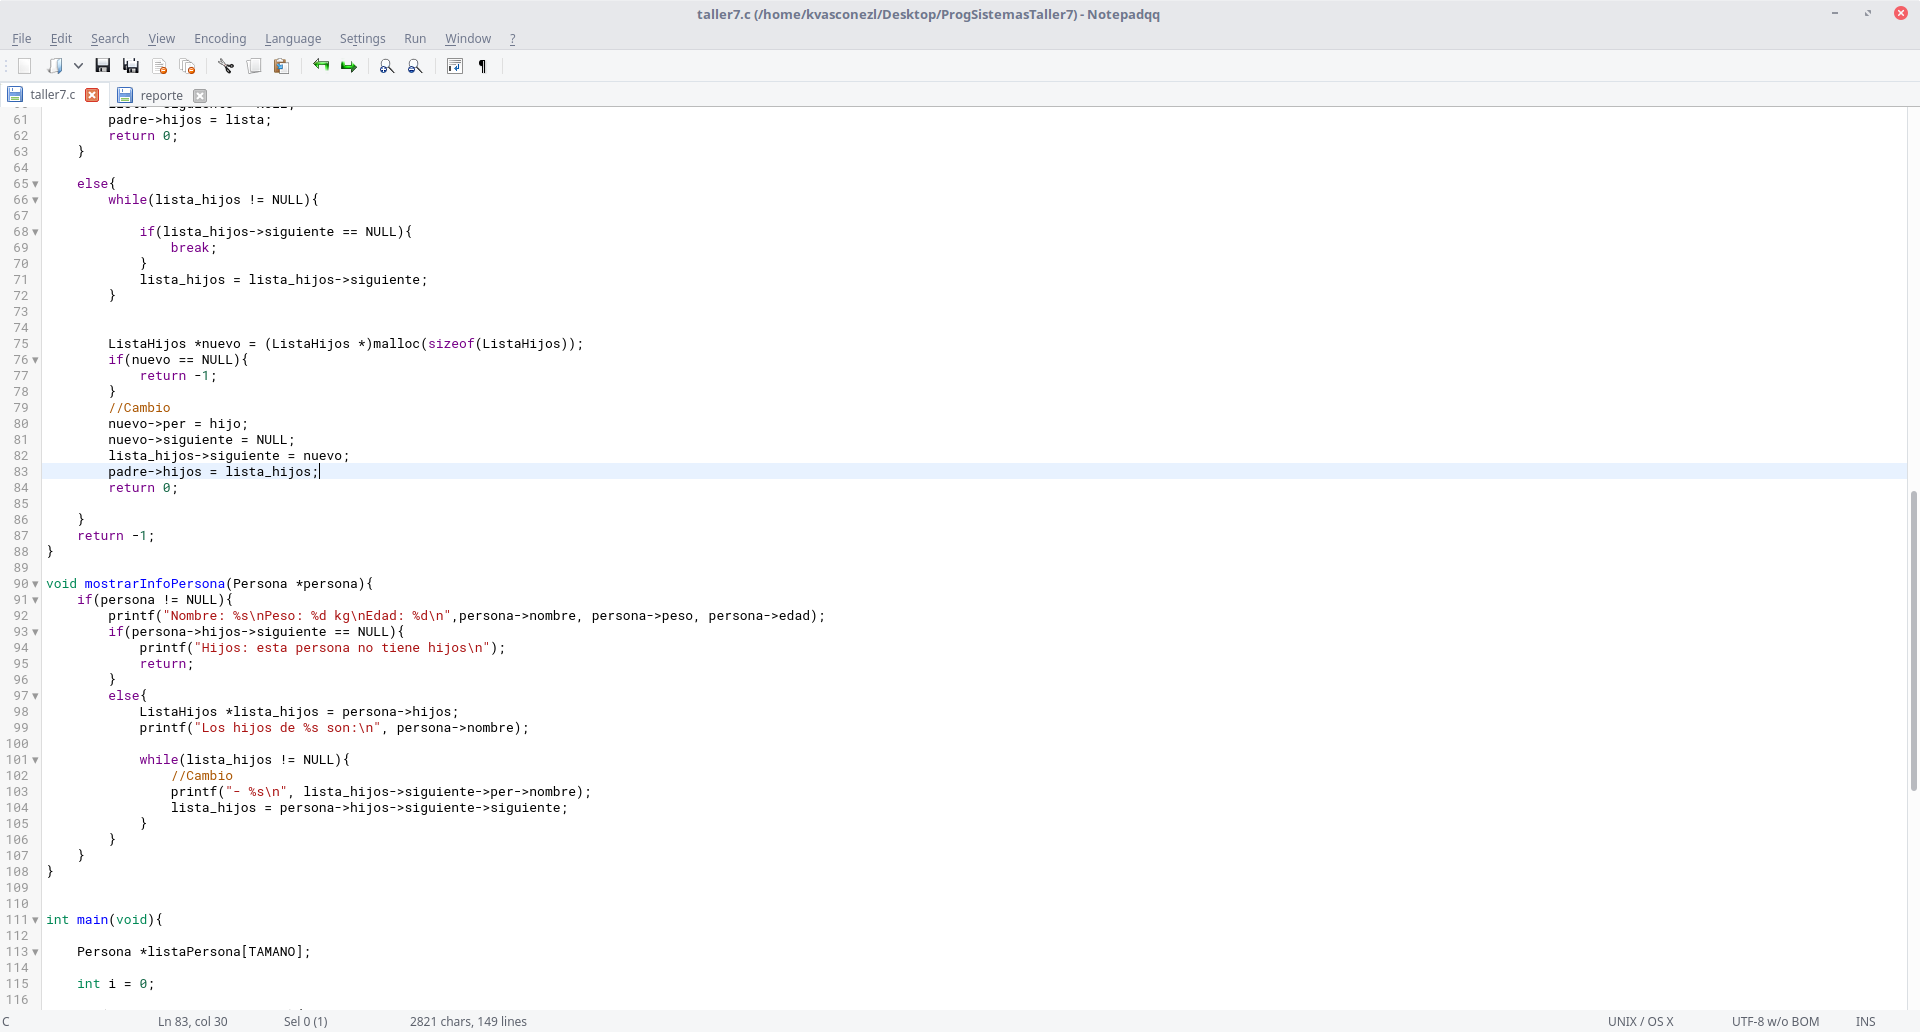 taller7.c (/home/kvasconezl/Desktop/ProgSistemasTaller7) - Notepadqq
File Edit Search View Encoding Language Settings Run Window ?
taller7.c reporte
61 padre->hijos = lista;
62 return 0;
63 }
64
65 else{
66 while(lista_hijos != NULL){
67
68 if(lista_hijos->siguiente == NULL){
69 break;
70 }
71 lista_hijos = lista_hijos->siguiente;
72 }
73
74
75 ListaHijos *nuevo = (ListaHijos *)malloc(sizeof(ListaHijos));
76 if(nuevo == NULL){
77 return -1;
78 }
79 //Cambio
80 nuevo->per = hijo;
81 nuevo->siguiente = NULL;
82 lista_hijos->siguiente = nuevo;
83 padre->hijos = lista_hijos;
84 return 0;
85
86 }
87 return -1;
88 }
89
90 void mostrarInfoPersona(Persona *persona){
91 if(persona != NULL){
92 printf("Nombre: %s\nPeso: %d kg\nEdad: %d\n",persona->nombre, persona->peso, persona->edad);
93 if(persona->hijos->siguiente == NULL){
94 printf("Hijos: esta persona no tiene hijos\n");
95 return;
96 }
97 else{
98 ListaHijos *lista_hijos = persona->hijos;
99 printf("Los hijos de %s son:\n", persona->nombre);
100
101 while(lista_hijos != NULL){
102 //Cambio
103 printf("- %s\n", lista_hijos->siguiente->per->nombre);
104 lista_hijos = persona->hijos->siguiente->siguiente;
105 }
106 }
107 }
108 }
109
110
111 int main(void){
112
113 Persona *listaPersona[TAMANO];
114
115 int i = 0;
116
C Ln 83, col 30 Sel 0 (1) 2821 chars, 149 lines UNIX / OS X UTF-8 w/o BOM INS